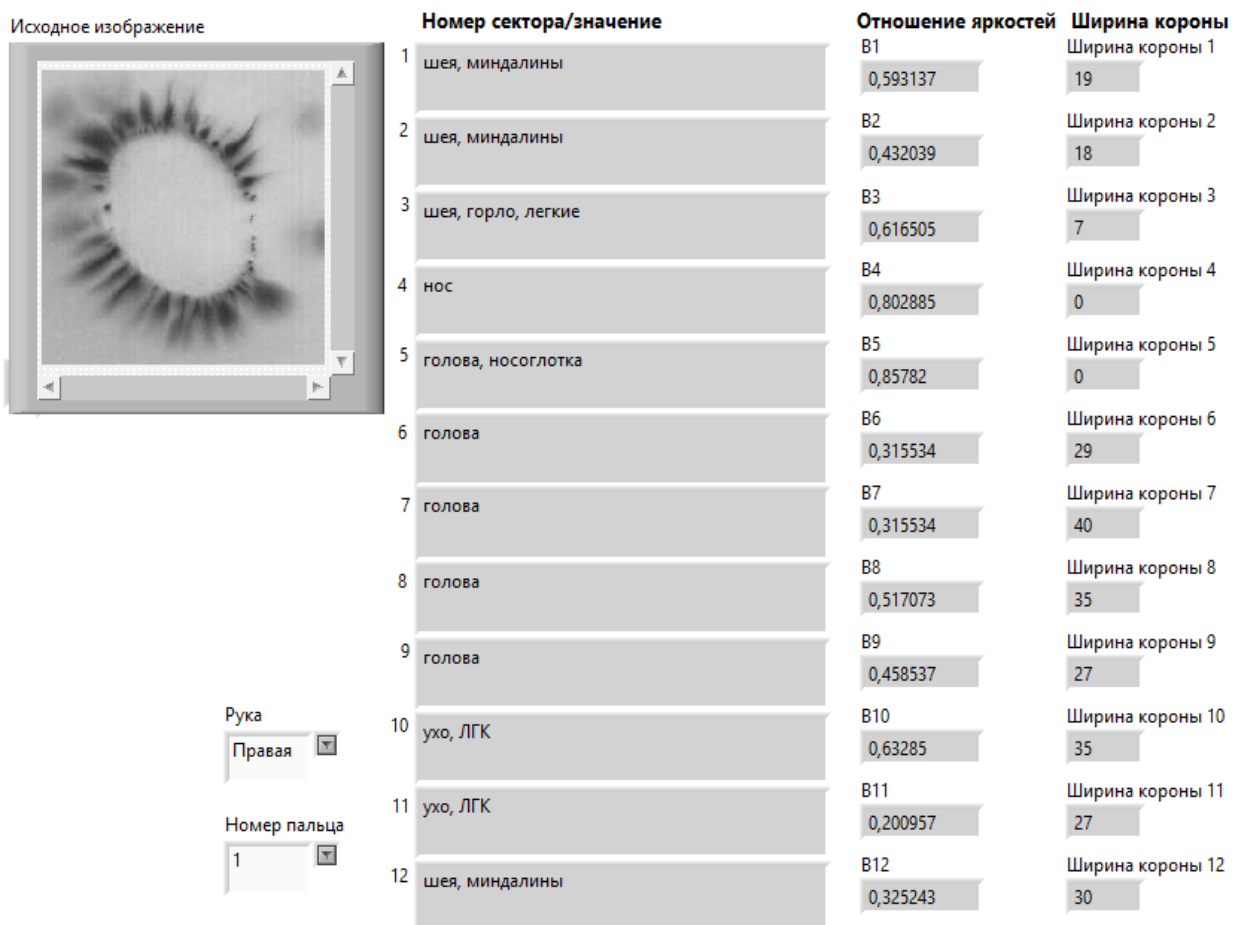 Исходное изображение
Номер сектора/значение
Отношение яркостей
Ширина короны
1 шея, миндалины
B1
0,593137
Ширина короны 1
19
2 шея, миндалины
B2
0,432039
Ширина короны 2
18
3 шея, горло, легкие
B3
0,616505
Ширина короны 3
7
4 нос
B4
0,802885
Ширина короны 4
0
5 голова, носоглотка
B5
0,85782
Ширина короны 5
0
6 голова
B6
0,315534
Ширина короны 6
29
7 голова
B7
0,315534
Ширина короны 7
40
8 голова
B8
0,517073
Ширина короны 8
35
9 голова
B9
0,458537
Ширина короны 9
27
Рука
Правая
10 ухо, ЛГК
B10
0,63285
Ширина короны 10
35
11 ухо, ЛГК
B11
0,200957
Ширина короны 11
27
Номер пальца
1
12 шея, миндалины
B12
0,325243
Ширина короны 12
30